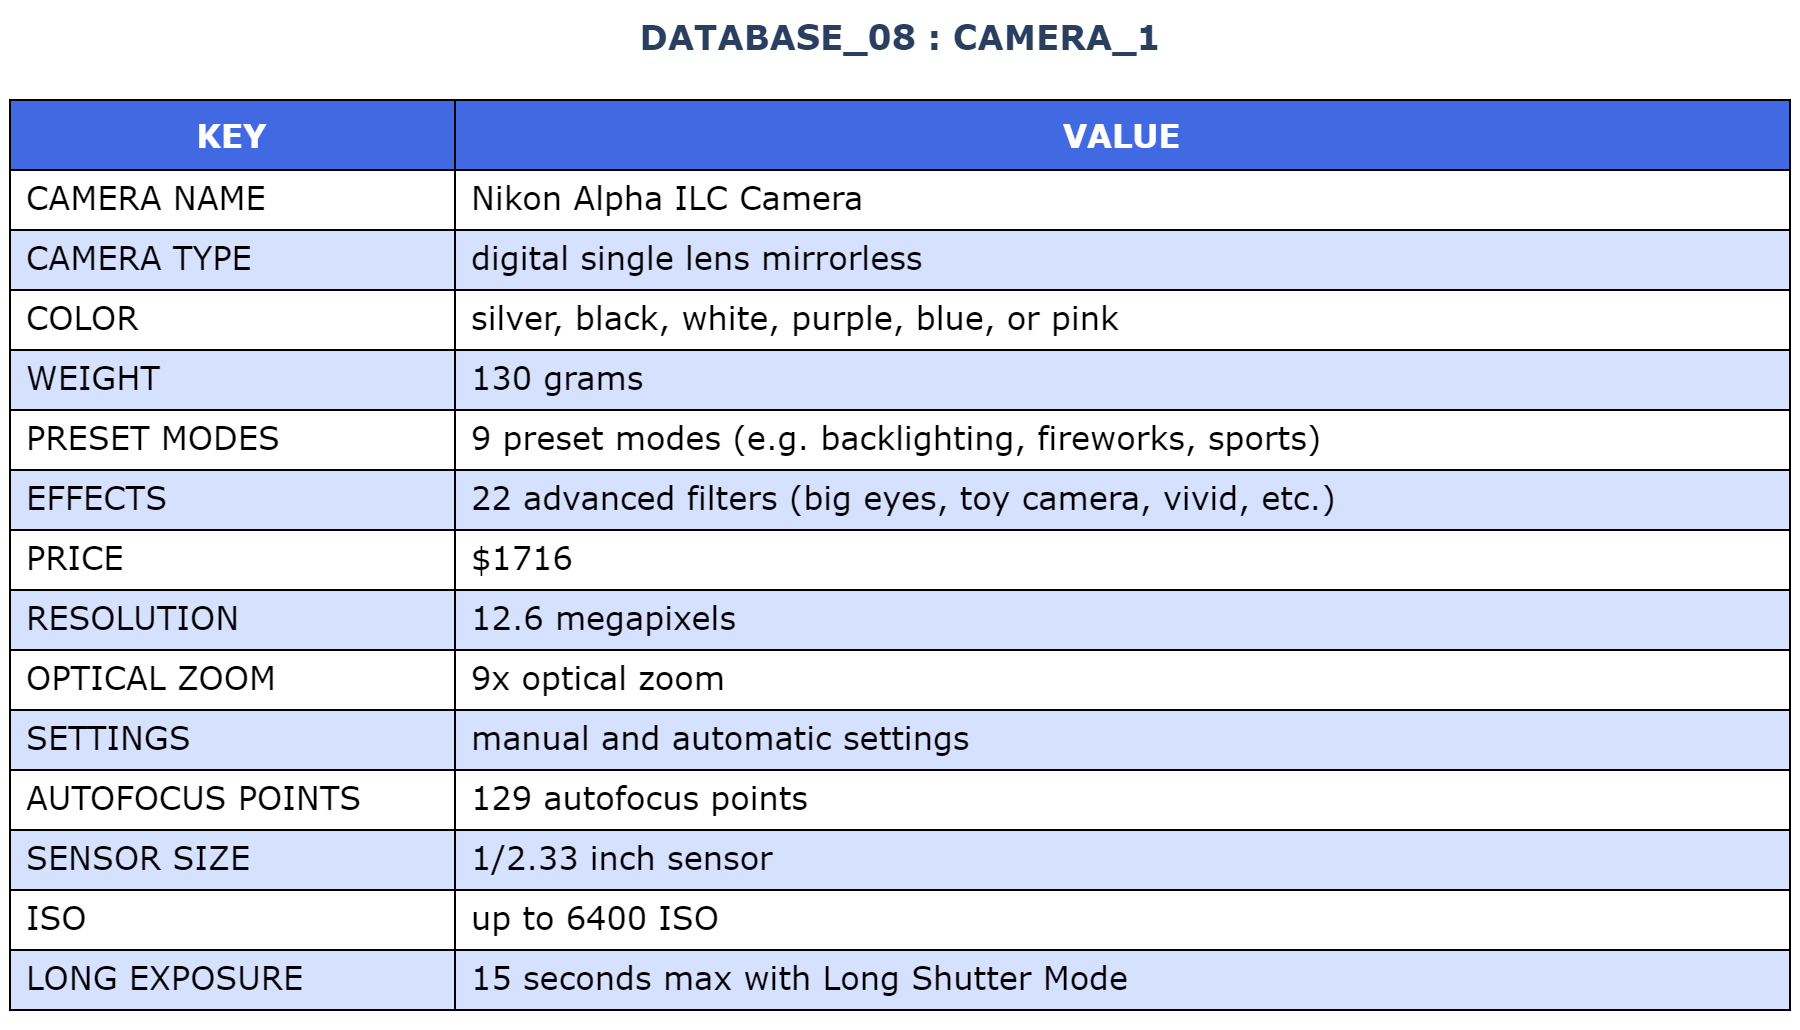 DATABASE_08 : CAMERA_1
KEY VALUE
CAMERA NAME Nikon Alpha ILC Camera
CAMERA TYPE digital single lens mirrorless
COLOR silver, black, white, purple, blue, or pink
WEIGHT 130 grams
PRESET MODES 9 preset modes (e.g. backlighting, fireworks, sports)
EFFECTS 22 advanced filters (big eyes, toy camera, vivid, etc.)
PRICE $1716
RESOLUTION 12.6 megapixels
OPTICAL ZOOM 9x optical zoom
SETTINGS manual and automatic settings
AUTOFOCUS POINTS 129 autofocus points
SENSOR SIZE 1/2.33 inch sensor
ISO up to 6400 ISO
LONG EXPOSURE 15 seconds max with Long Shutter Mode